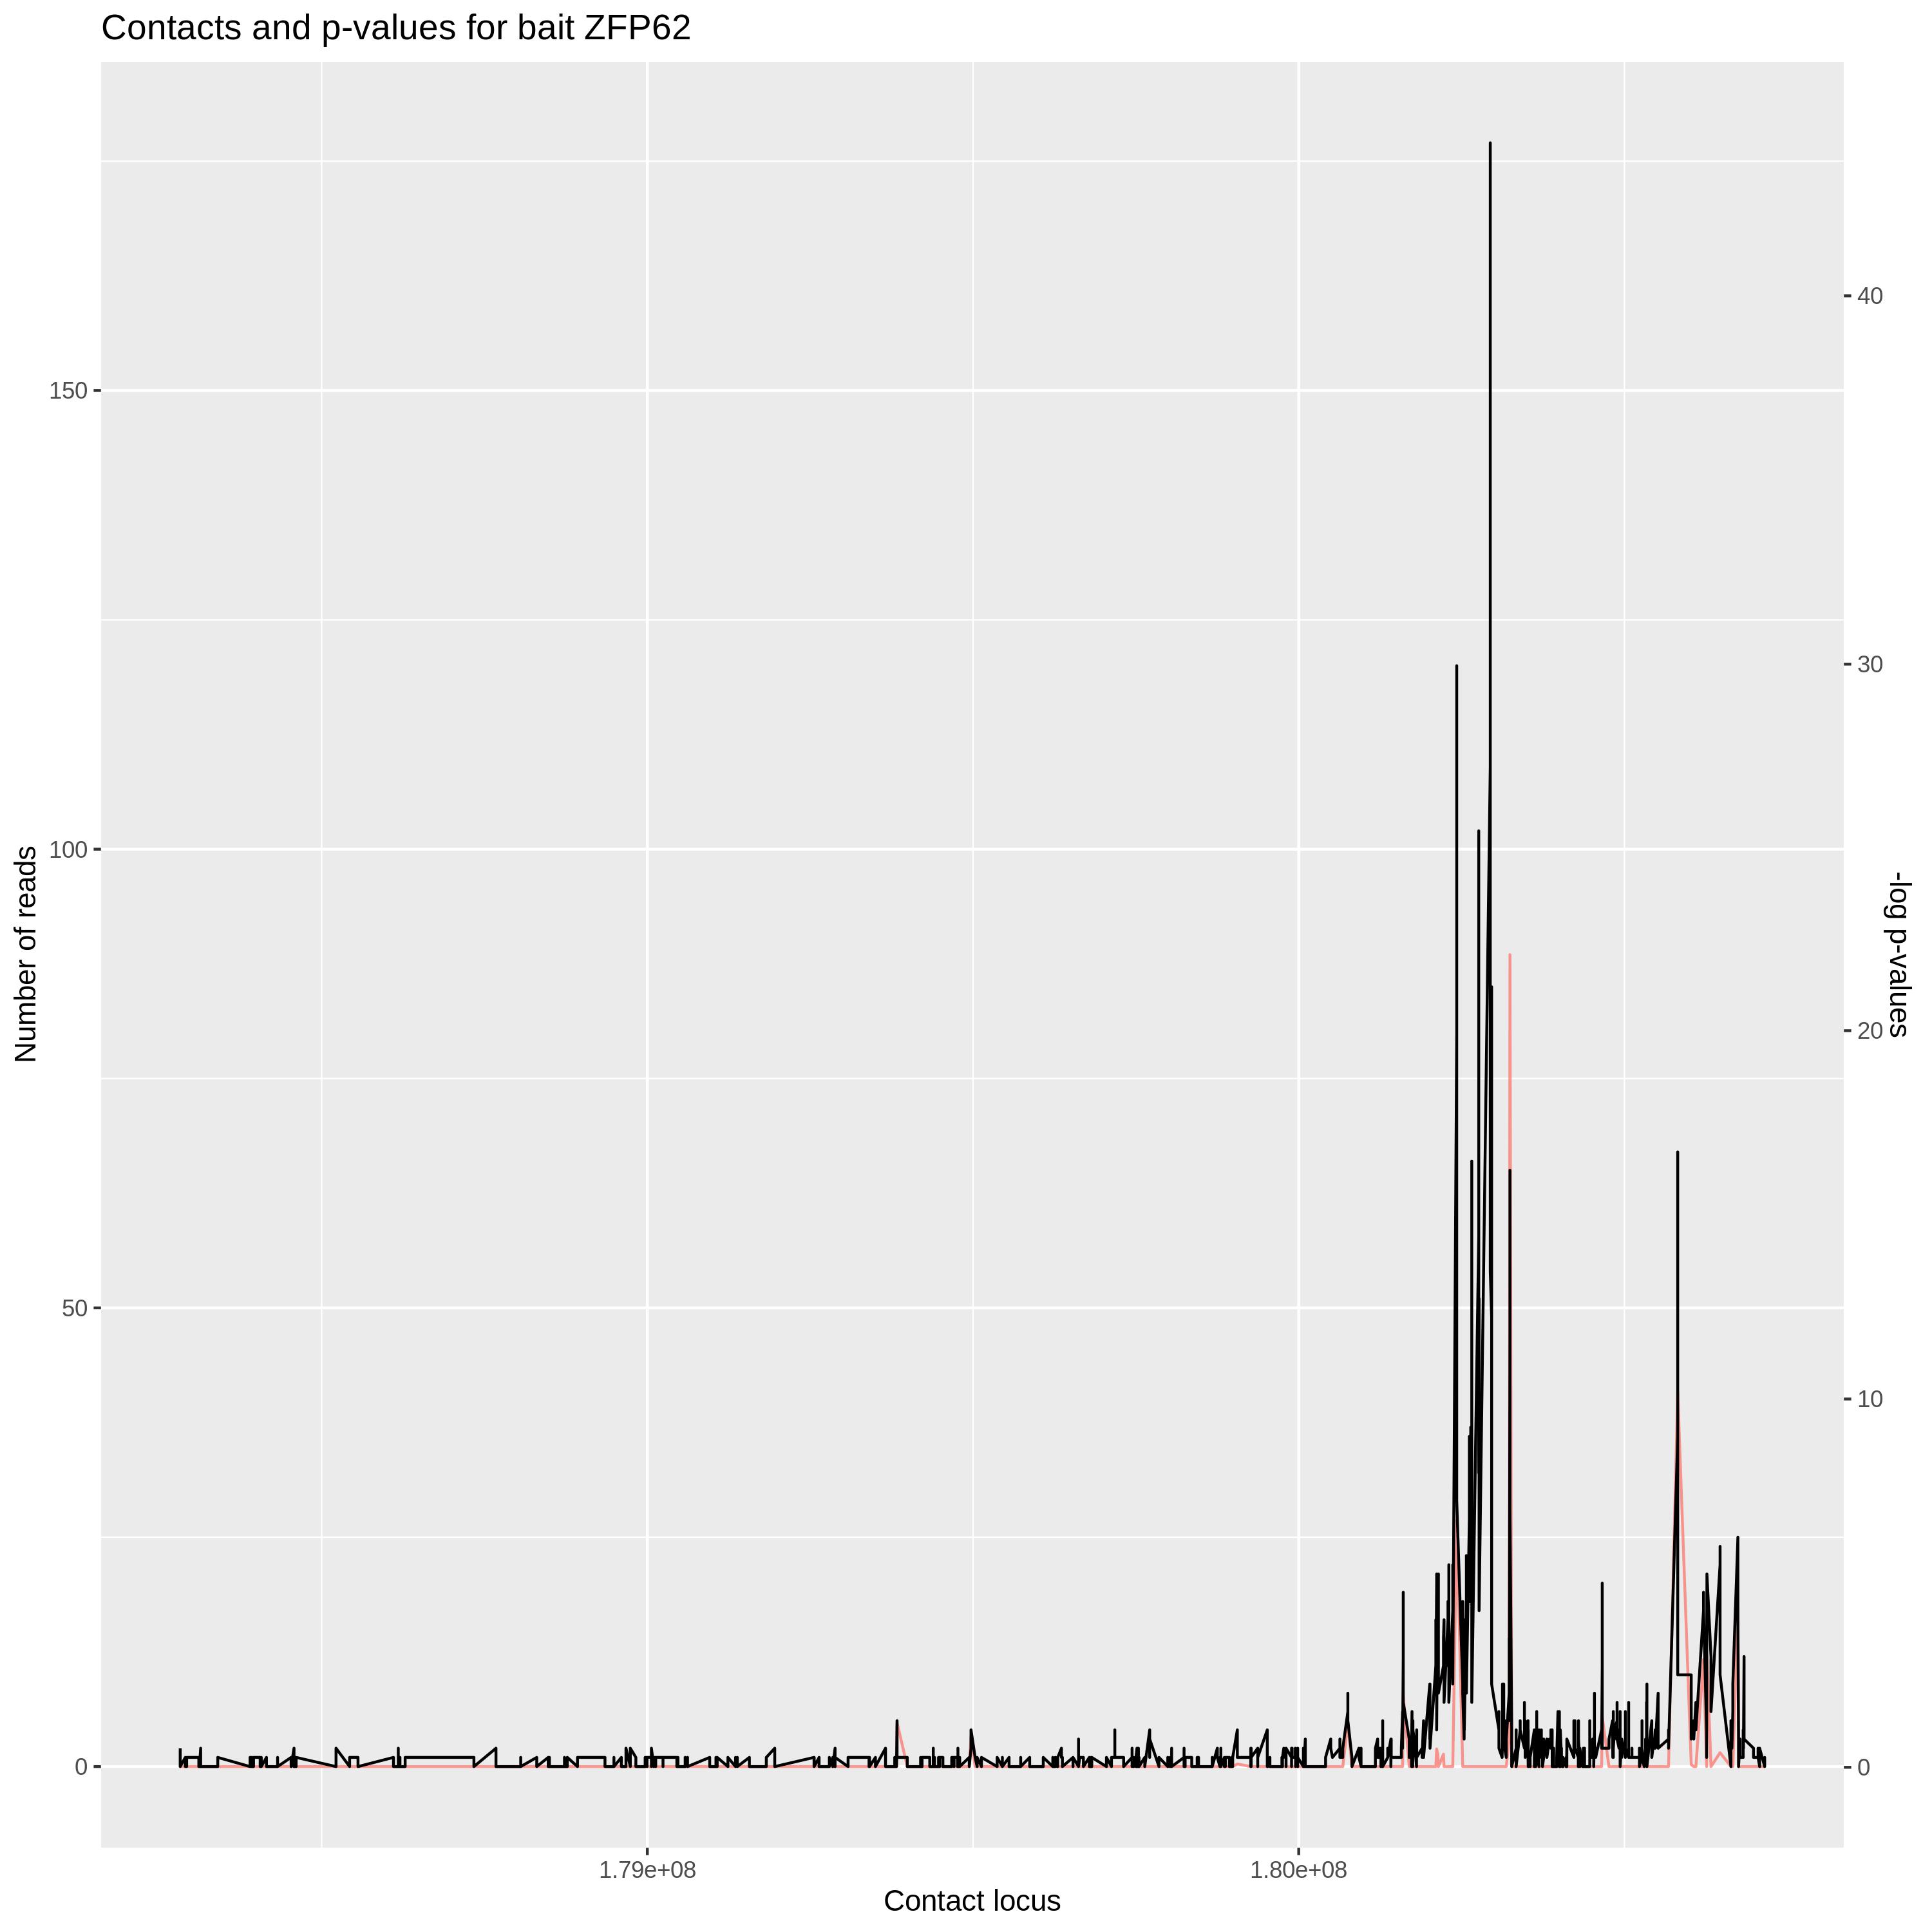 Contacts and p-values for bait ZFP62
Number of reads
150
100
50
0
40
30
20
10
0
-log p-values
1.79e+08
1.80e+08
Contact locus